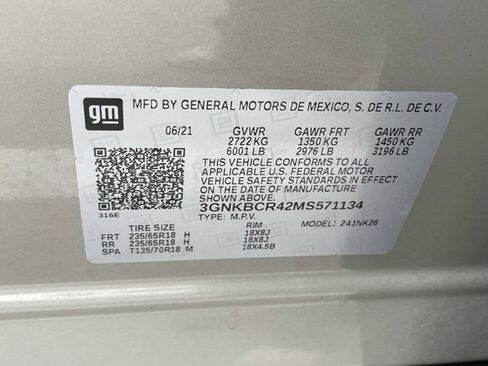 gm
MFD BY GENERAL MOTORS DE MEXICO, S. DE R.L. DE C.V.
06/21 GVWR GAWR FRT GAWR RR
2722 KG 1350 KG 1450 KG
6001 LB 2976 LB 3196 LB
THIS VEHICLE CONFORMS TO ALL
APPLICABLE U.S. FEDERAL MOTOR
VEHICLE SAFETY STANDARDS IN EFFECT
ON THE DATE OF MANUFACTURE SHOWN
ABOVE.
3GNKBCR42MS571134
316E TYPE: M.P.V. MODEL: 241NK26
TIRE SIZE RIM
FRT 235/65R18 H 18X8J
RR 235/65R18 H 18X8J
SPA T135/70R18 M 18X4.5B